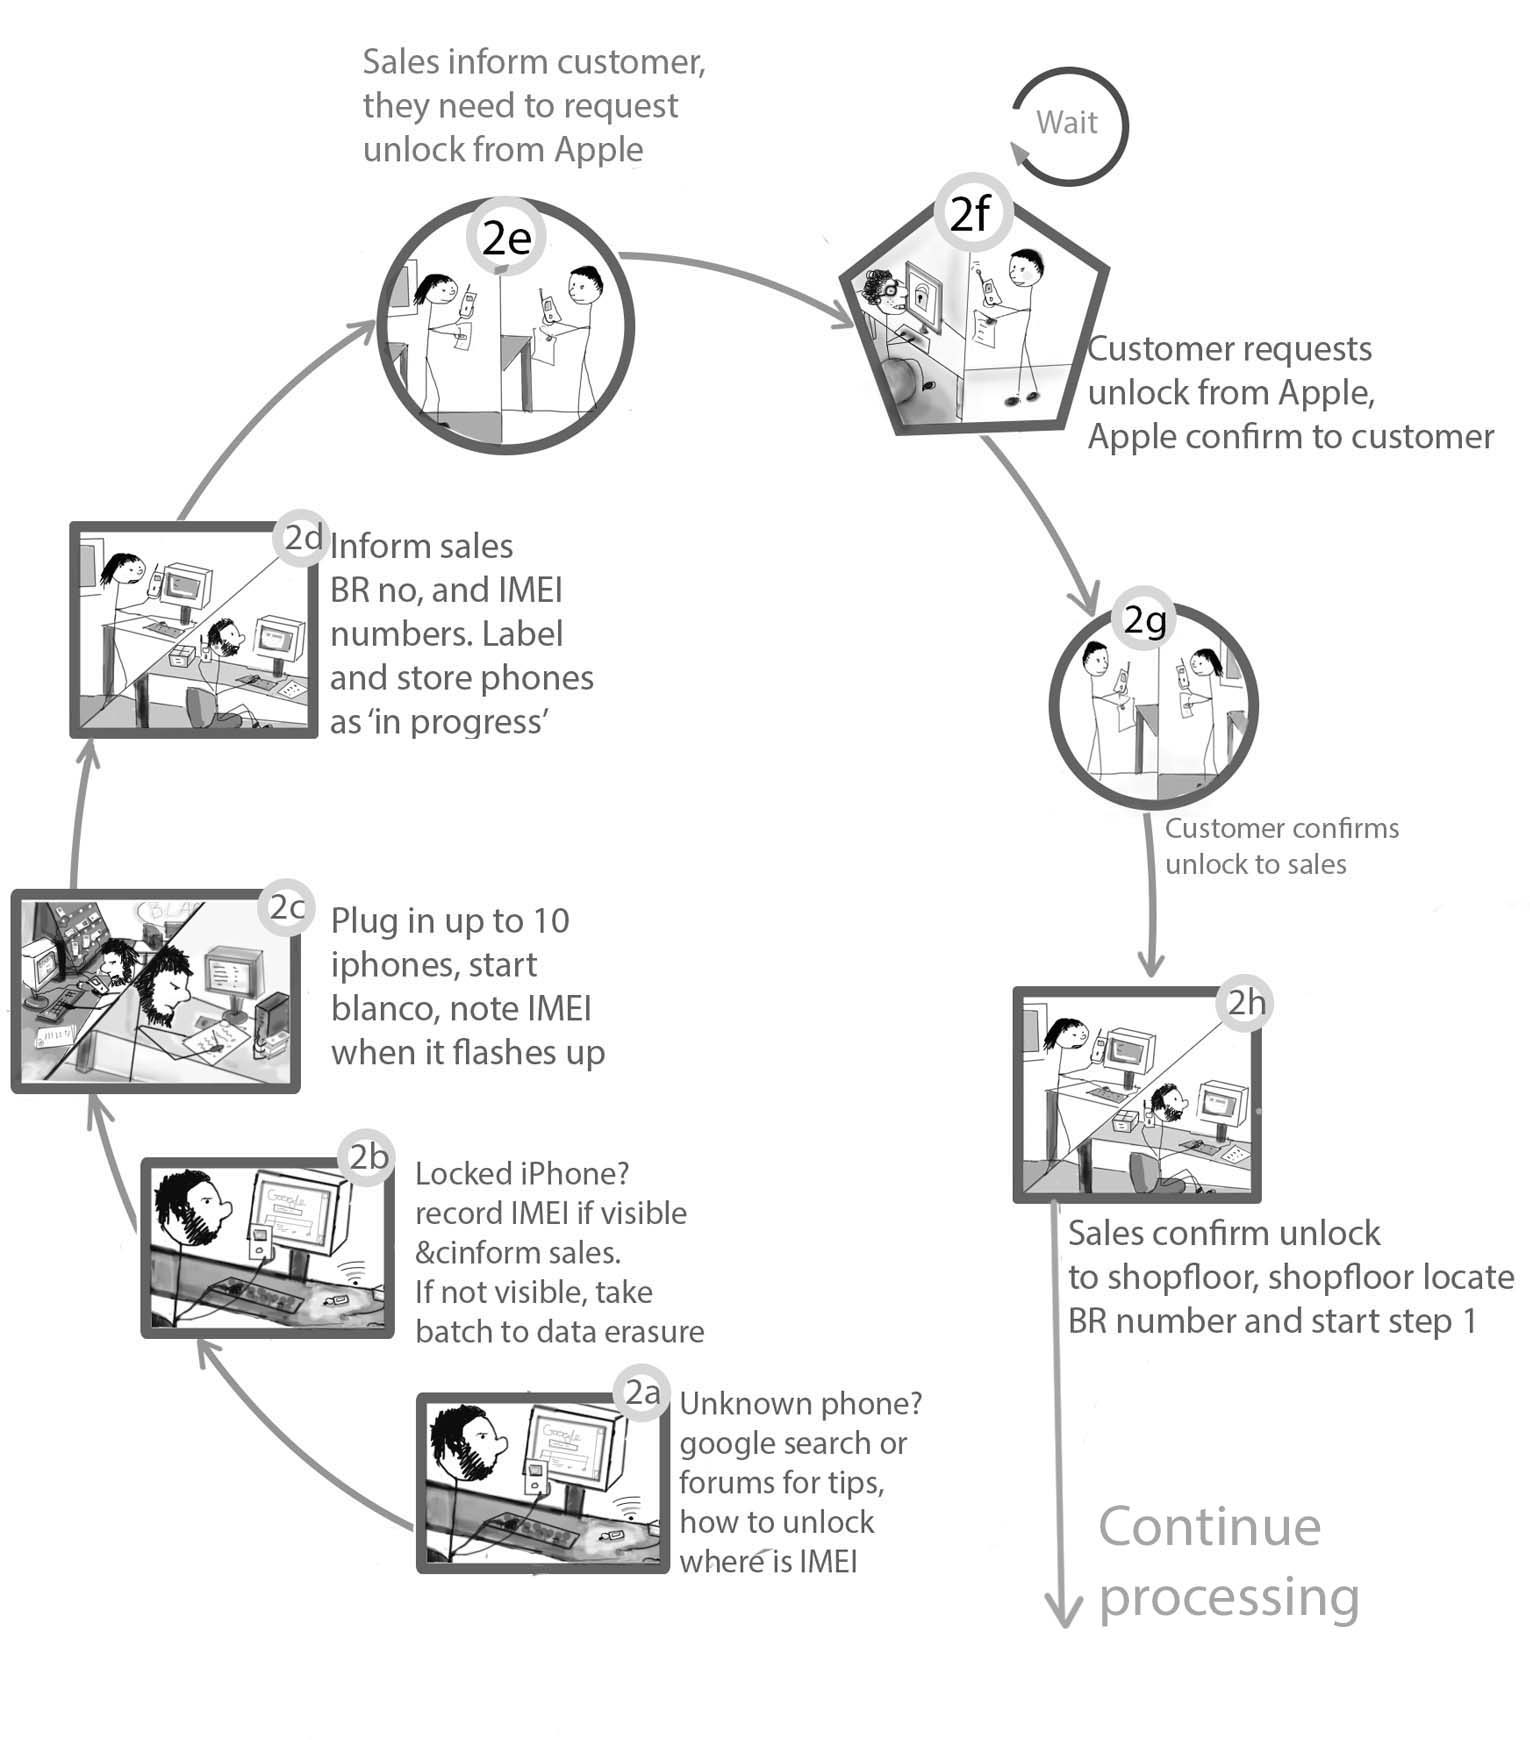 Sales inform customer,
they need to request
unlock from Apple
Wait
2e
2f
Customer requests
unlock from Apple,
Apple confirm to customer
2g
Customer confirms
unlock to sales
2d
Inform sales
BR no, and IMEI
numbers. Label
and store phones
as ‘in progress’
2c
Plug in up to 10
iphones, start
blanco, note IMEI
when it flashes up
2h
Sales confirm unlock
to shopfloor, shopfloor locate
BR number and start step 1
2b
Google
Locked iPhone?
record IMEI if visible
&cinform sales.
If not visible, take
batch to data erasure
2a
Google
Unknown phone?
google search or
forums for tips,
how to unlock
where is IMEI
Continue
processing